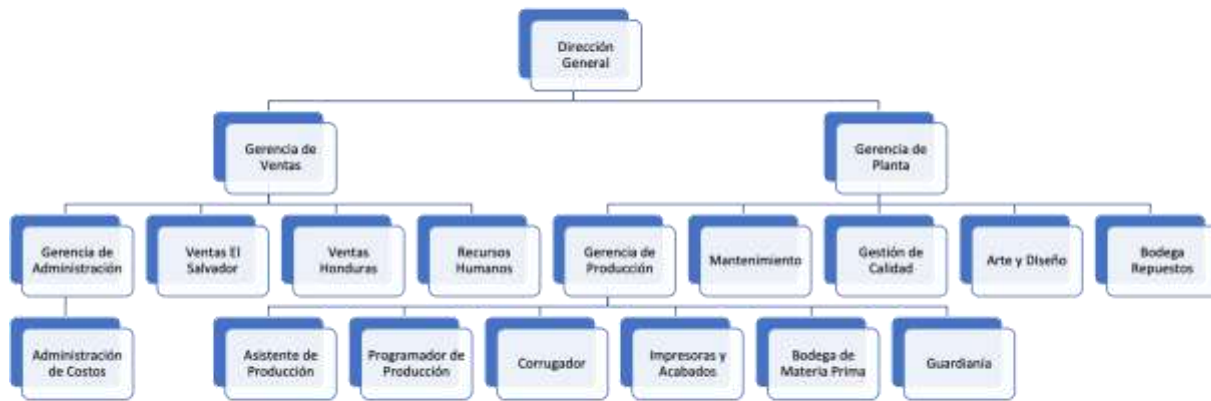 Dirección
General
Gerencia de
Ventas
Gerencia de
Planta
Gerencia de
Administración
Ventas El
Salvador
Ventas
Honduras
Recursos
Humanos
Gerencia de
Producción
Mantenimiento
Gestión de
Calidad
Arte y Diseño
Bodega
Repuestos
Administración
de Costos
Asistente de
Producción
Programador de
Producción
Corrugador
Impresoras y
Acabados
Bodega de
Materia Prima
Guardianía